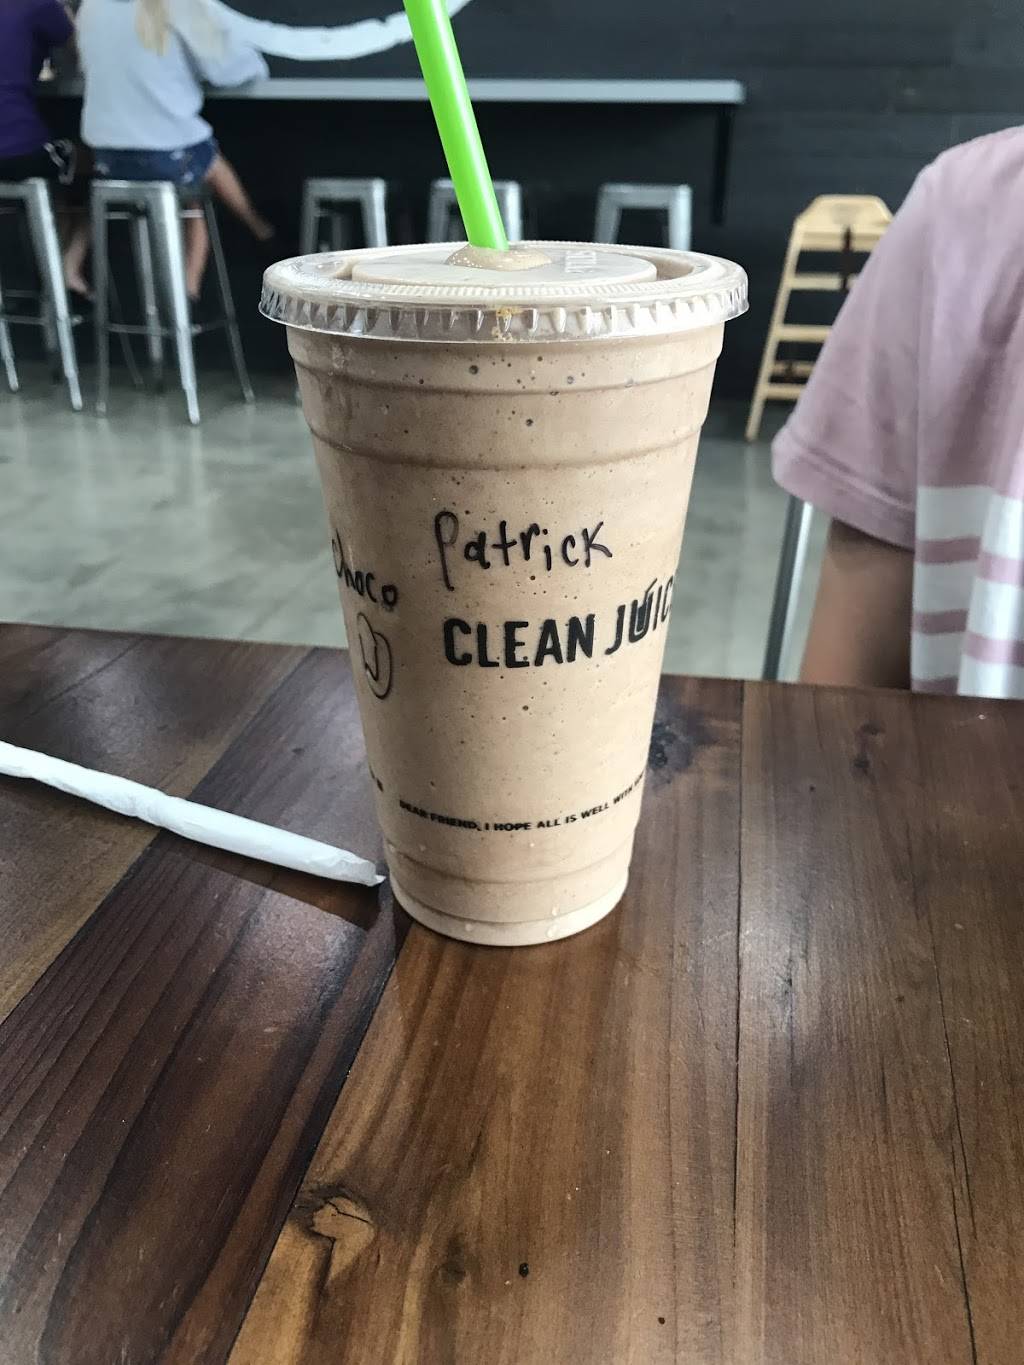 Patrick
Choco
CLEAN JUIC
DEAR FRIEND, I HOPE ALL IS WELL WITH